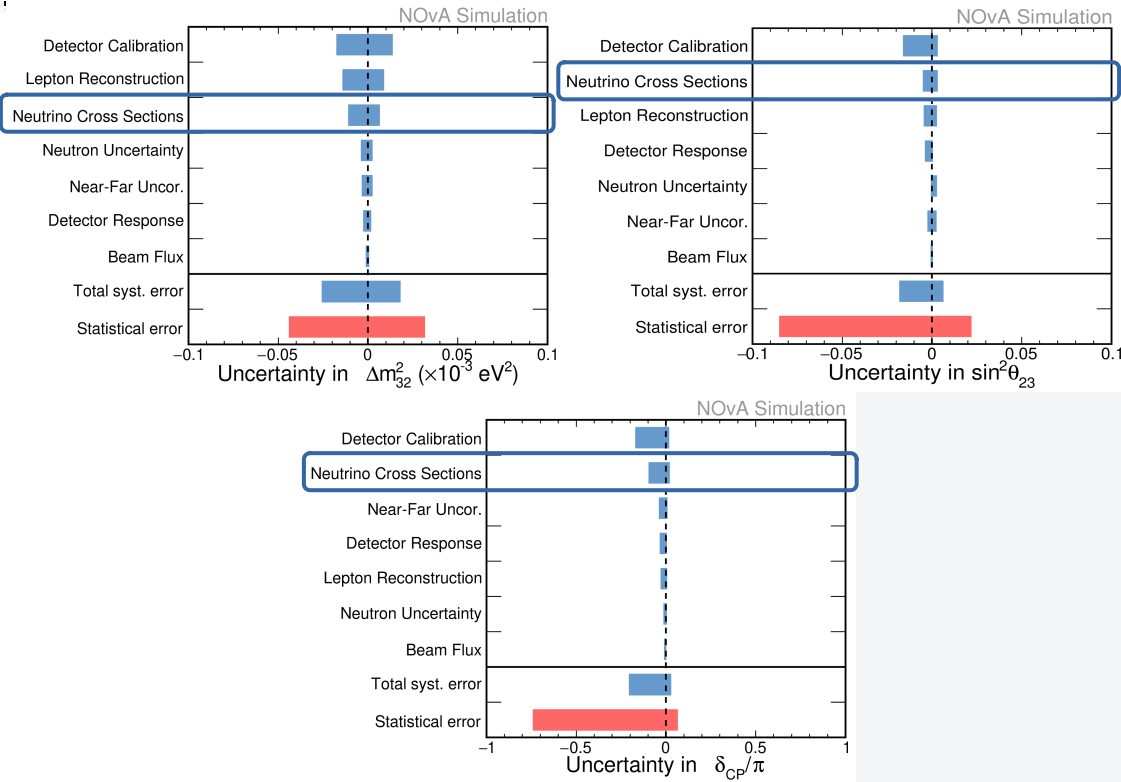 NOvA Simulation
Detector Calibration
Lepton Reconstruction
Neutrino Cross Sections
Neutron Uncertainty
Near-Far Uncor.
Detector Response
Beam Flux
Total syst. error
Statistical error
−0.1 −0.05 0 0.05 0.1
Uncertainty in Δm²₃₂ (×10⁻³ eV²)
NOvA Simulation
Detector Calibration
Neutrino Cross Sections
Lepton Reconstruction
Detector Response
Neutron Uncertainty
Near-Far Uncor.
Beam Flux
Total syst. error
Statistical error
−0.1 −0.05 0 0.05 0.1
Uncertainty in sin²θ₂₃
NOvA Simulation
Detector Calibration
Neutrino Cross Sections
Near-Far Uncor.
Detector Response
Lepton Reconstruction
Neutron Uncertainty
Beam Flux
Total syst. error
Statistical error
−1 −0.5 0 0.5 1
Uncertainty in δ_CP/π